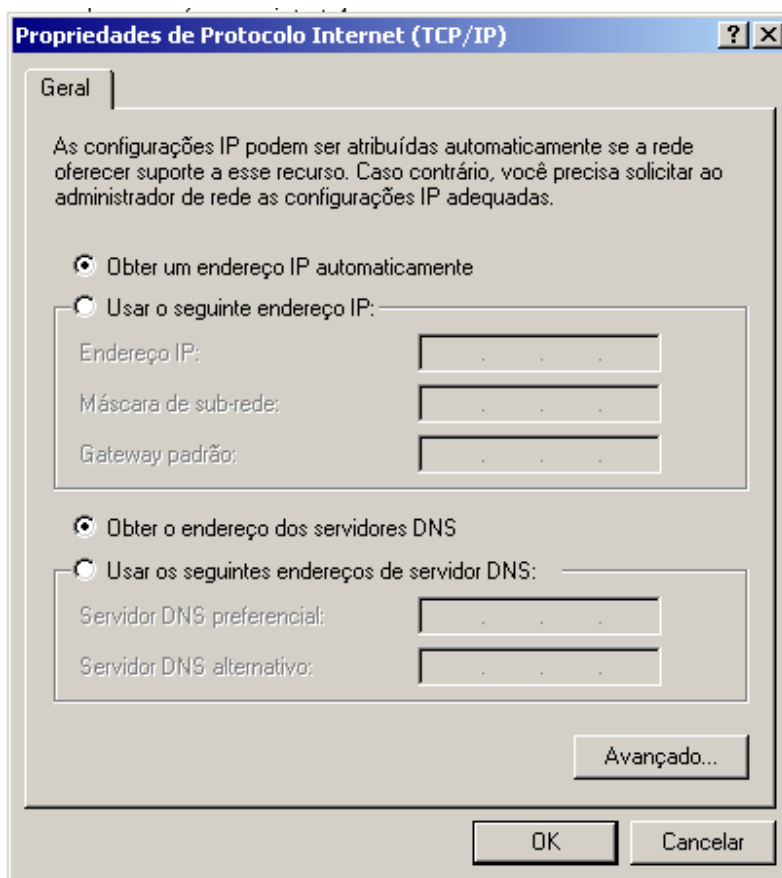 Propriedades de Protocolo Internet (TCP/IP)
Geral
As configurações IP podem ser atribuídas automaticamente se a rede
oferecer suporte a esse recurso. Caso contrário, você precisa solicitar ao
administrador de rede as configurações IP adequadas.
Obter um endereço IP automaticamente
Usar o seguinte endereço IP:
Endereço IP:
Máscara de sub-rede:
Gateway padrão:
Obter o endereço dos servidores DNS
Usar os seguintes endereços de servidor DNS:
Servidor DNS preferencial:
Servidor DNS alternativo:
Avançado...
OK
Cancelar